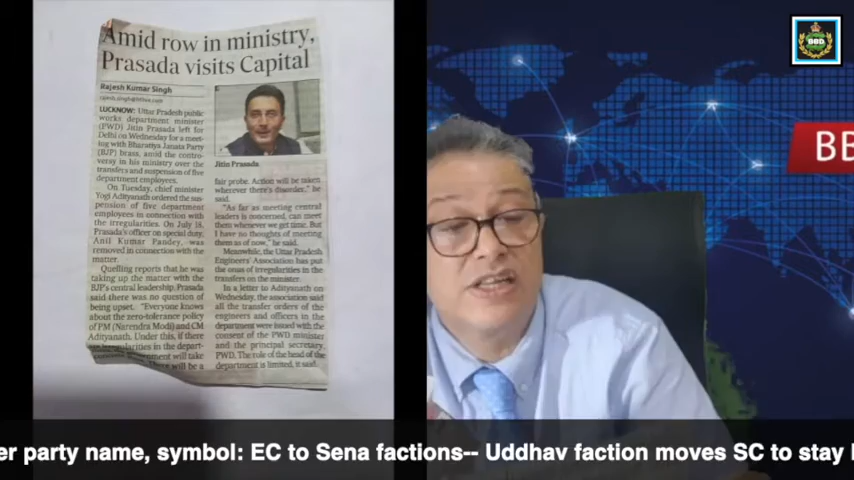 Amid row in ministry,
Prasada visits Capital
Rajesh Kumar Singh
LUCKNOW: Uttar Pradesh public
works department minister
(PWD) Jitin Prasada left for
Delhi on Wednesday for a meet-
ing with Bharatiya Janata Party
(BJP) brass, amid the contro-
versy in his ministry over the
transfers and suspension of five
department employees.
On Tuesday, chief minister
Yogi Adityanath ordered the sus-
pension of five department
employees in connection with
the irregularities. On July 18,
Prasada's officer on special duty,
Anil Kumar Pandey, was
removed in connection with the
matter.
Quelling reports that he was
taking up the matter with the
BJP's central leadership, Prasada
said there was no question of
being upset. "Everyone knows
about the zero-tolerance policy
of PM (Narendra Modi) and CM
Adityanath. Under this, if there
irregularities in the depart-
will take
will be a
Jitin Prasada
fair probe. Action will be taken
wherever there's disorder," he
said.
"As far as meeting central
leaders is concerned, can meet
them whenever we get time. But
I have no thoughts of meeting
them as of now," he said.
Meanwhile, the Uttar Pradesh
Engineers' Association has put
the onus of irregularities in the
transfers on the minister.
In a letter to Adityanath on
Wednesday, the association said
all the transfer orders of the
engineers and officers in the
department were issued with the
consent of the PWD minister
and the principal secretary,
PWD. The role of the head of the
department is limited, it said.
BBD
BB
er party name, symbol: EC to Sena factions-- Uddhav faction moves SC to stay